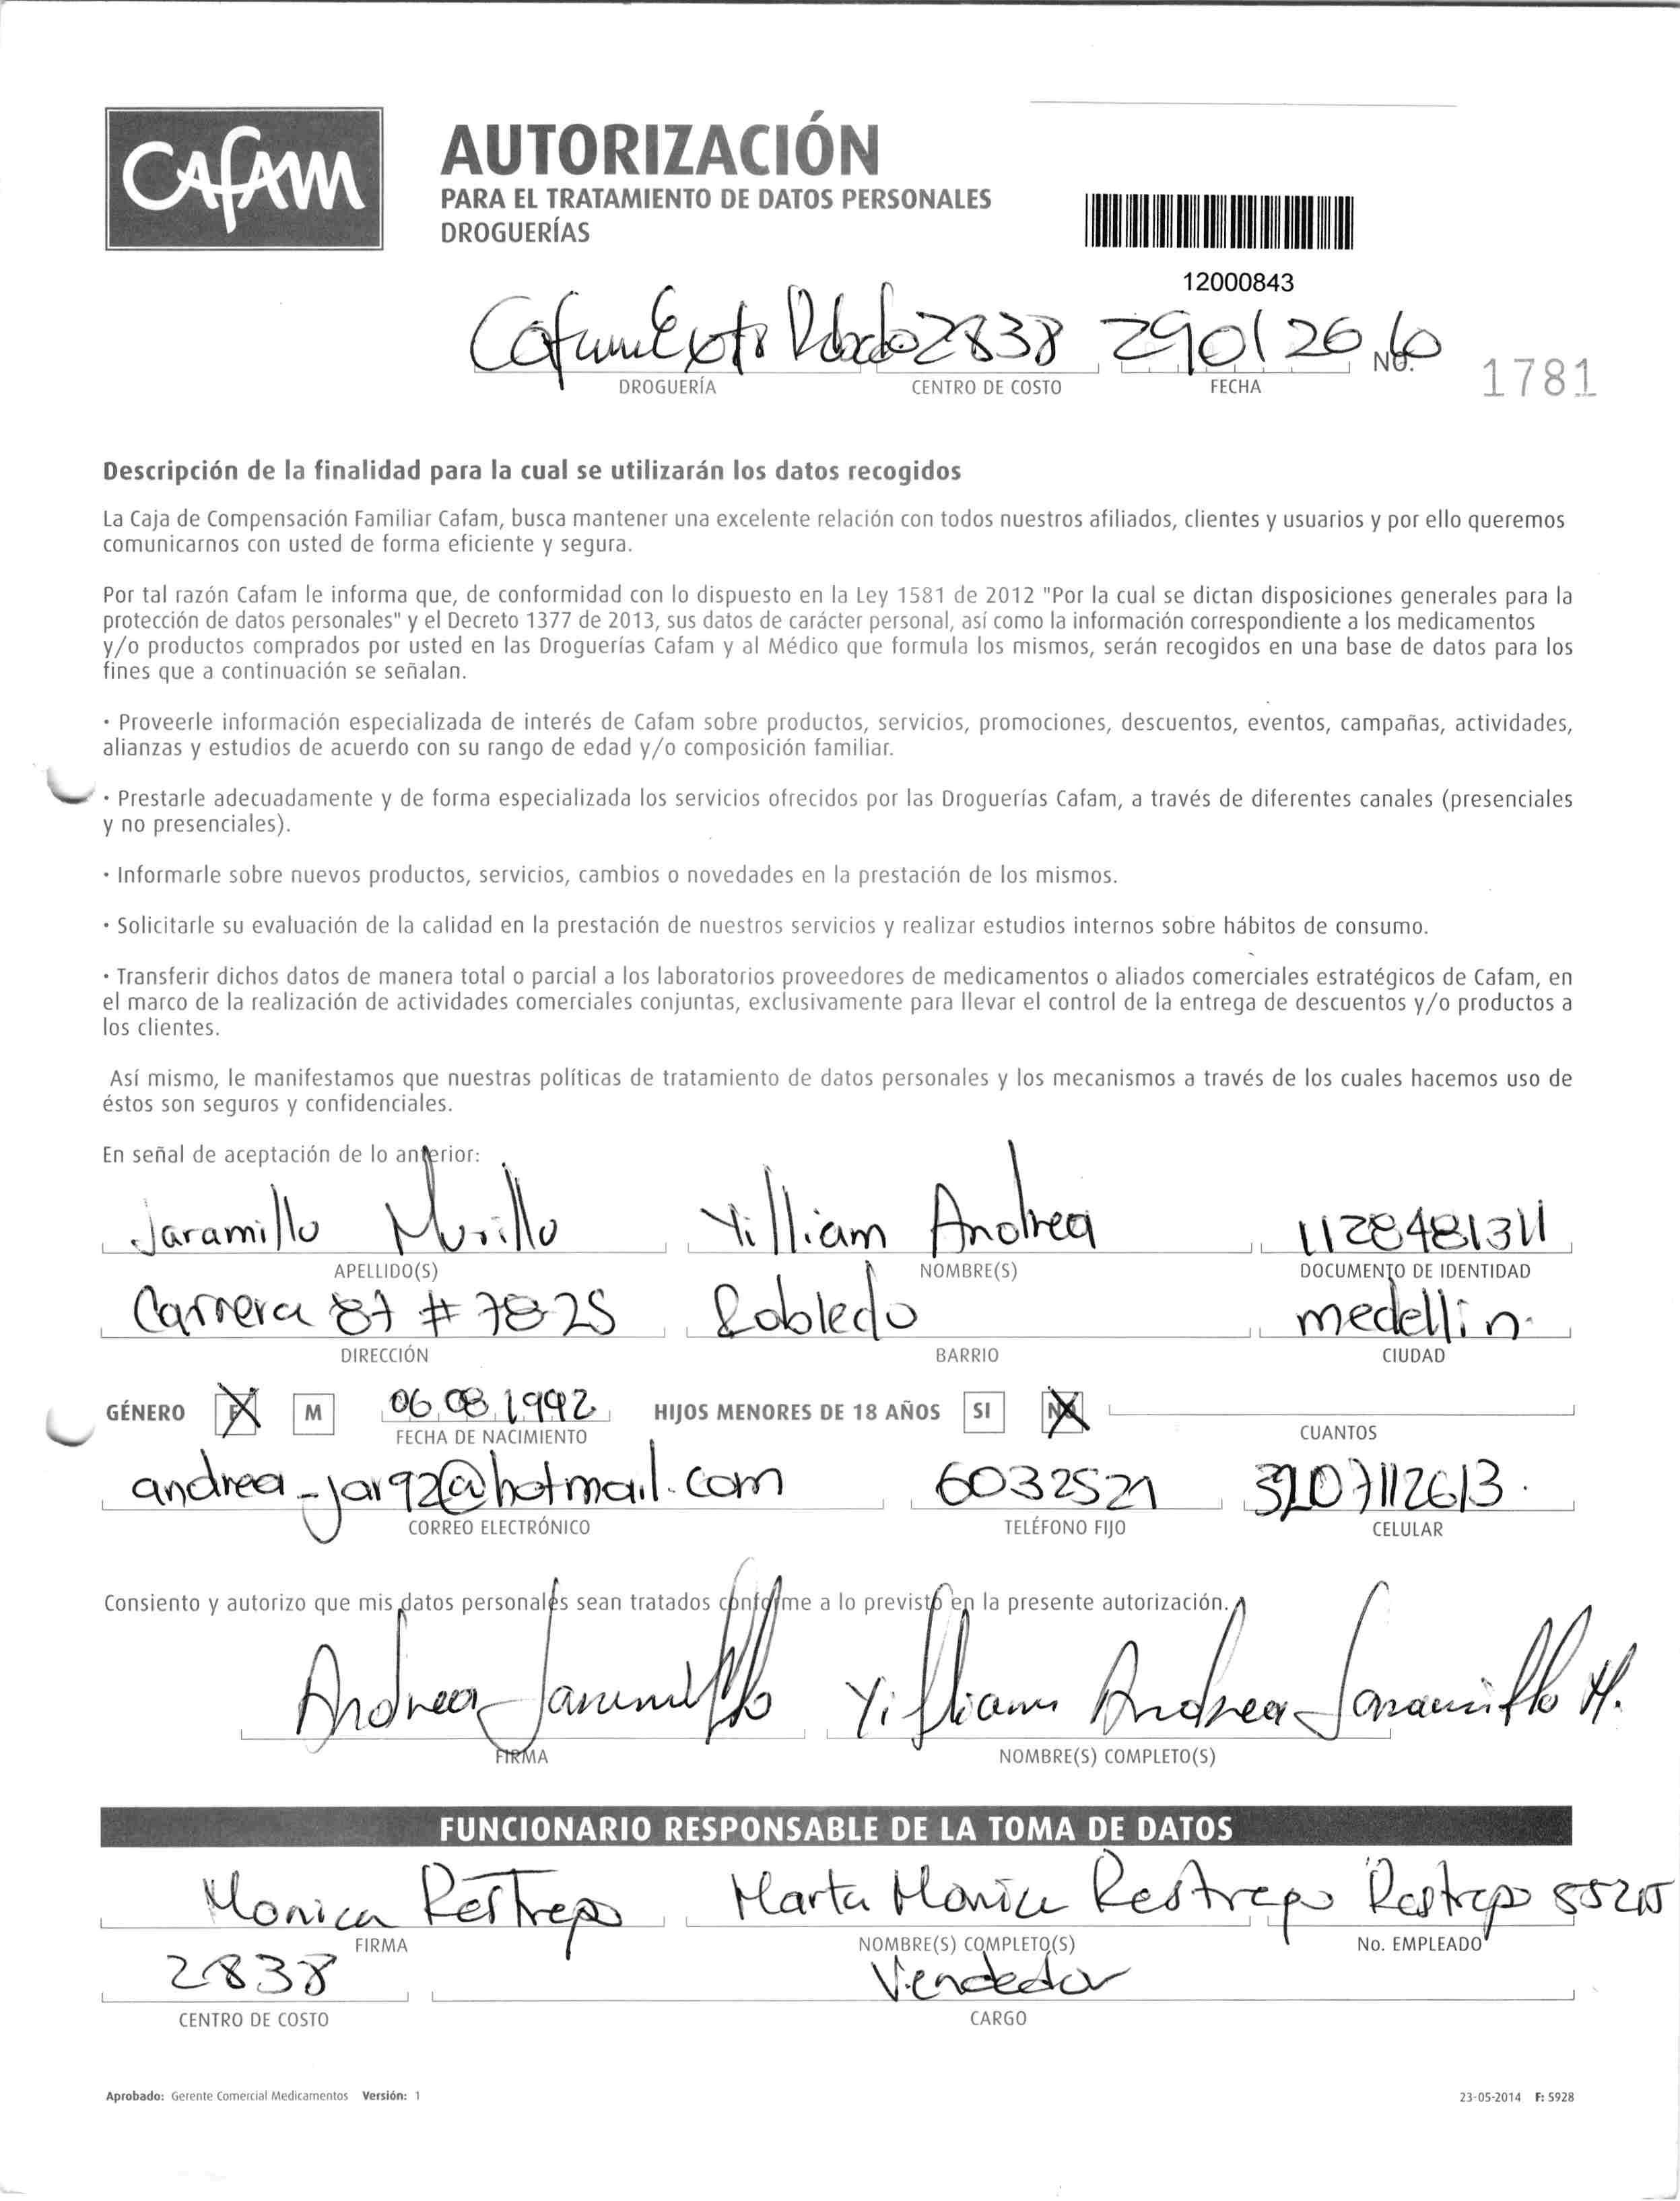 Cafam
AUTORIZACIÓN
PARA EL TRATAMIENTO DE DATOS PERSONALES
DROGUERÍAS
12000843
Cafam Exito Robledo 2838 290126
DROGUERÍA CENTRO DE COSTO FECHA No. 1781
Descripción de la finalidad para la cual se utilizarán los datos recogidos
La Caja de Compensación Familiar Cafam, busca mantener una excelente relación con todos nuestros afiliados, clientes y usuarios y por ello queremos
comunicarnos con usted de forma eficiente y segura.
Por tal razón Cafam le informa que, de conformidad con lo dispuesto en la Ley 1581 de 2012 "Por la cual se dictan disposiciones generales para la
protección de datos personales" y el Decreto 1377 de 2013, sus datos de carácter personal, así como la información correspondiente a los medicamentos
y/o productos comprados por usted en las Droguerías Cafam y al Médico que formula los mismos, serán recogidos en una base de datos para los
fines que a continuación se señalan.
· Proveerle información especializada de interés de Cafam sobre productos, servicios, promociones, descuentos, eventos, campañas, actividades,
alianzas y estudios de acuerdo con su rango de edad y/o composición familiar.
· Prestarle adecuadamente y de forma especializada los servicios ofrecidos por las Droguerías Cafam, a través de diferentes canales (presenciales
y no presenciales).
· Informarle sobre nuevos productos, servicios, cambios o novedades en la prestación de los mismos.
· Solicitarle su evaluación de la calidad en la prestación de nuestros servicios y realizar estudios internos sobre hábitos de consumo.
· Transferir dichos datos de manera total o parcial a los laboratorios proveedores de medicamentos o aliados comerciales estratégicos de Cafam, en
el marco de la realización de actividades comerciales conjuntas, exclusivamente para llevar el control de la entrega de descuentos y/o productos a
los clientes.
Así mismo, le manifestamos que nuestras políticas de tratamiento de datos personales y los mecanismos a través de los cuales hacemos uso de
éstos son seguros y confidenciales.
En señal de aceptación de lo anterior:
Jaramillo Murillo Yilliam Andrea
APELLIDO(S) NOMBRE(S) DOCUMENTO DE IDENTIDAD
Carrera 87 # 78-25 Robledo medellin.
DIRECCIÓN BARRIO CIUDAD
GÉNERO F M 06 08 1992 HIJOS MENORES DE 18 AÑOS SI NO
FECHA DE NACIMIENTO CUANTOS
andrea_jar92@hotmail.com 6032521
CORREO ELECTRÓNICO TELÉFONO FIJO CELULAR
Consiento y autorizo que mis datos personales sean tratados conforme a lo previsto en la presente autorización.
Andrea Jaramillo Yilliam Andrea Jaramillo M.
FIRMA NOMBRE(S) COMPLETO(S)
FUNCIONARIO RESPONSABLE DE LA TOMA DE DATOS
Monica Restrepo Marta Monica Restrepo Restrepo
FIRMA NOMBRE(S) COMPLETO(S) No. EMPLEADO
2838 Vendedor
CENTRO DE COSTO CARGO
Aprobado: Gerente Comercial Medicamentos Versión: 1 23-05-2014 F: 5928